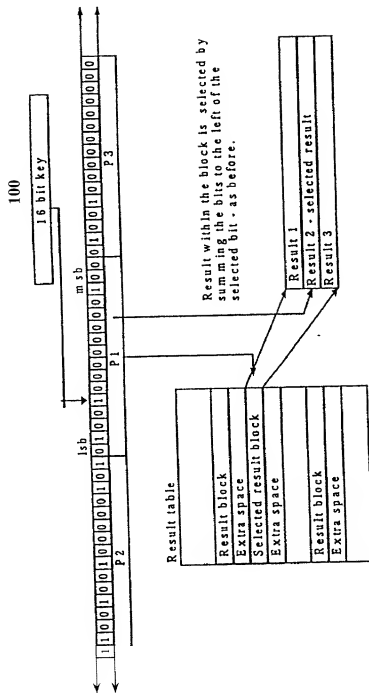 100
16 bit key
lsb
msb
P2
P1
P3
Result table
Result block
Extra space
Selected result block
Extra space
Result block
Extra space
Result within the block is selected by
summing the bits to the left of the
selected bit - as before.
Result 1
Result 2 - selected result
Result 3